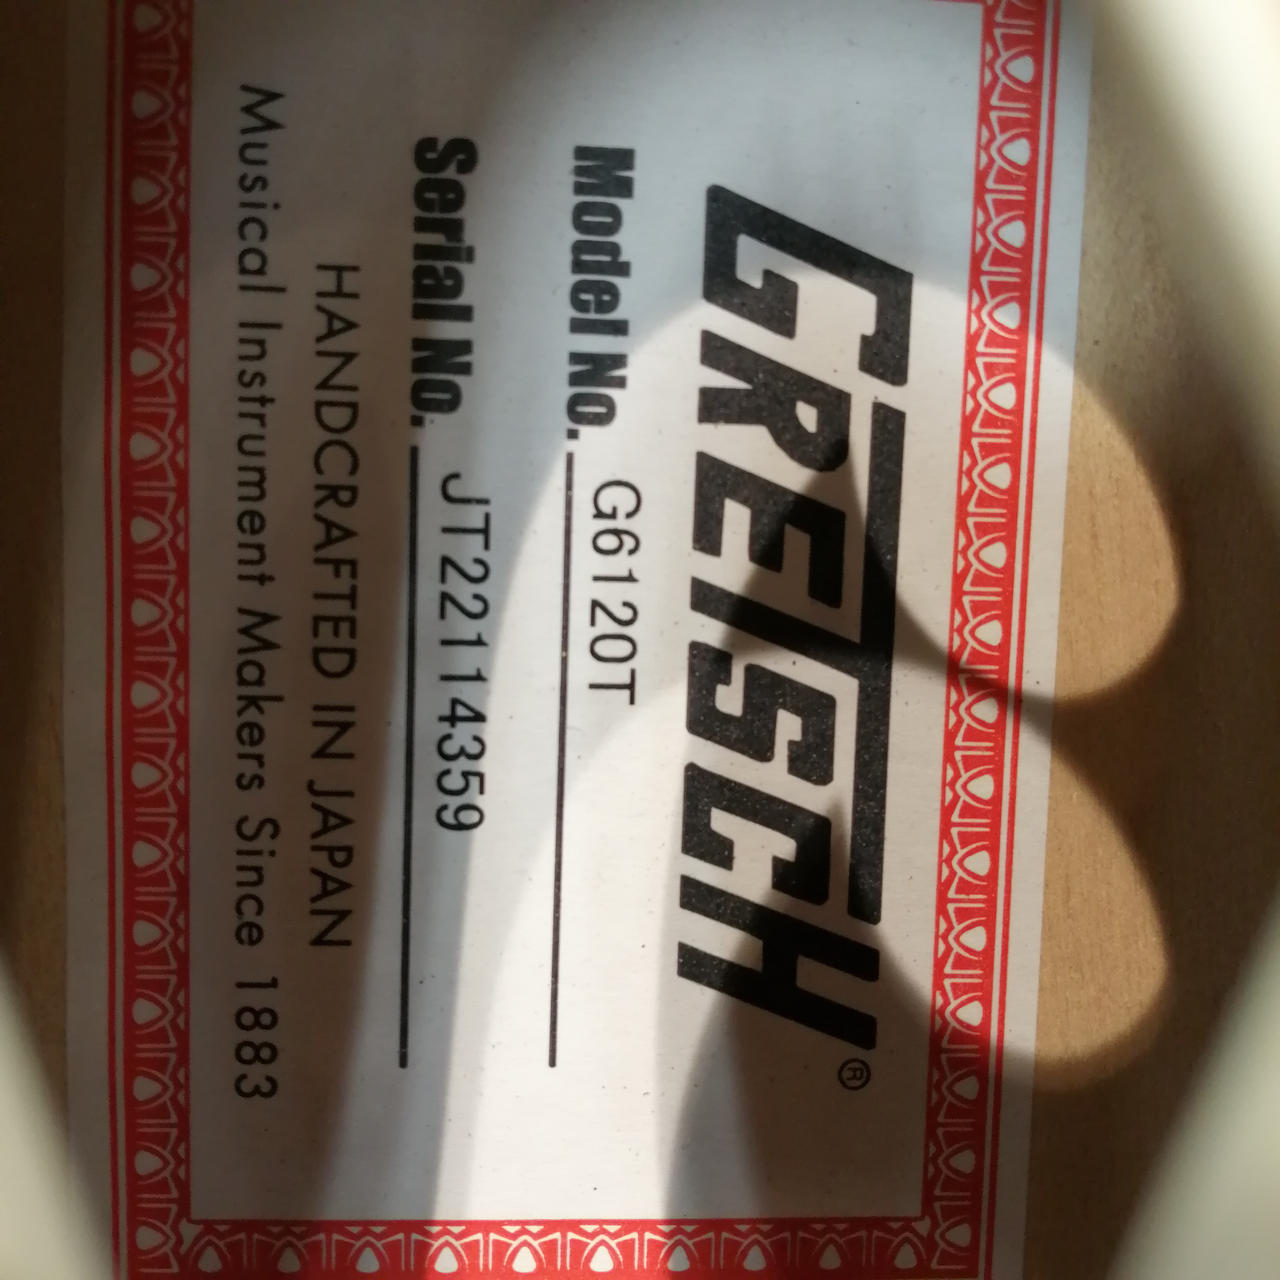 GRETSCH®
Model No. G6120T
Serial No. JT22114359
HANDCRAFTED IN JAPAN
Musical Instrument Makers Since 1883